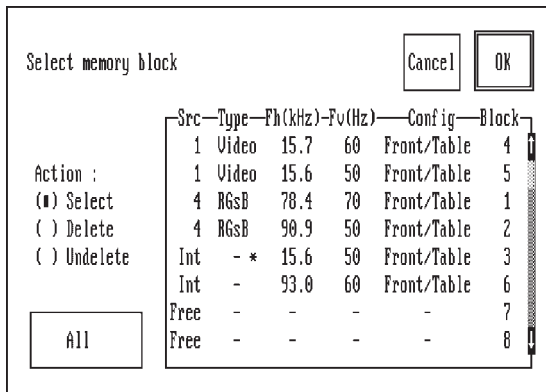 Select memory block
Cancel
OK
Src Type Fh(kHz) Fv(Hz) Config Block
1 Video 15.7 60 Front/Table 4
1 Video 15.6 50 Front/Table 5
4 RGsB 78.4 70 Front/Table 1
4 RGsB 90.9 50 Front/Table 2
Int - * 15.6 50 Front/Table 3
Int - 93.0 60 Front/Table 6
Free - - - - 7
Free - - - - 8
Action :
(▪) Select
( ) Delete
( ) Undelete
All